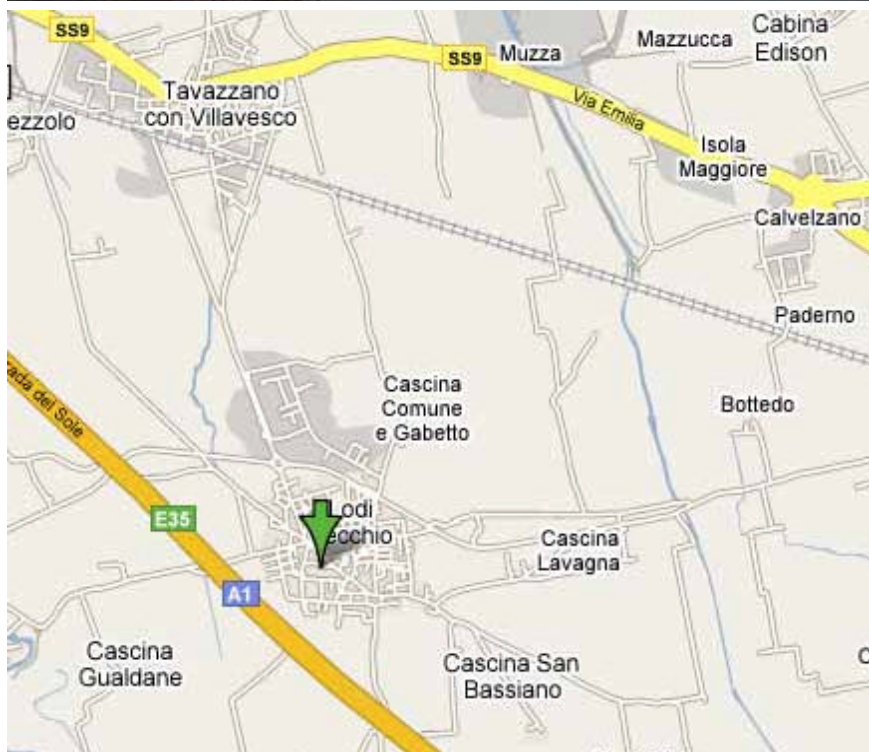 SS9
SS9
Muzza
Mazzucca
Cabina
Edison
Tavazzano
con Villavesco
ezzolo
Via Emilia
Isola
Maggiore
Calvelzano
Paderno
rada del Sole
Cascina
Comune
e Gabetto
Bottedo
Lodi
ecchio
E35
Cascina
Lavagna
A1
Cascina
Gualdane
Cascina San
Bassiano
C